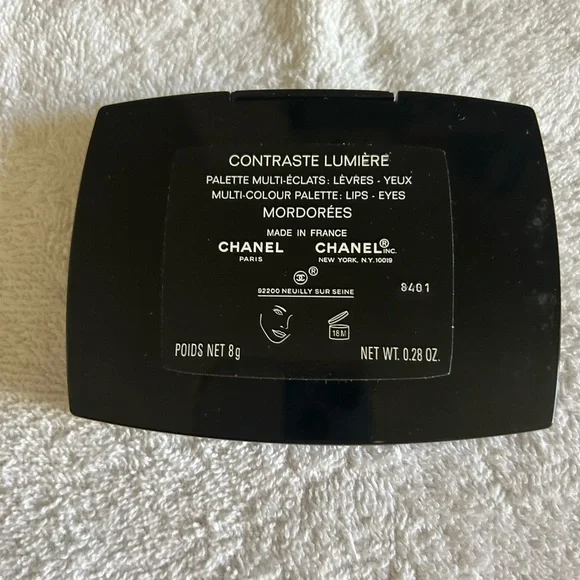 CONTRASTE LUMIÈRE
PALETTE MULTI-ÉCLATS: LÈVRES - YEUX
MULTI-COLOUR PALETTE: LIPS - EYES
MORDORÉES
MADE IN FRANCE
CHANEL CHANEL® INC.
PARIS NEW YORK, N.Y. 10019
®
92200 NEUILLY SUR SEINE
8401
18M
POIDS NET 8g NET WT. 0.28 OZ.